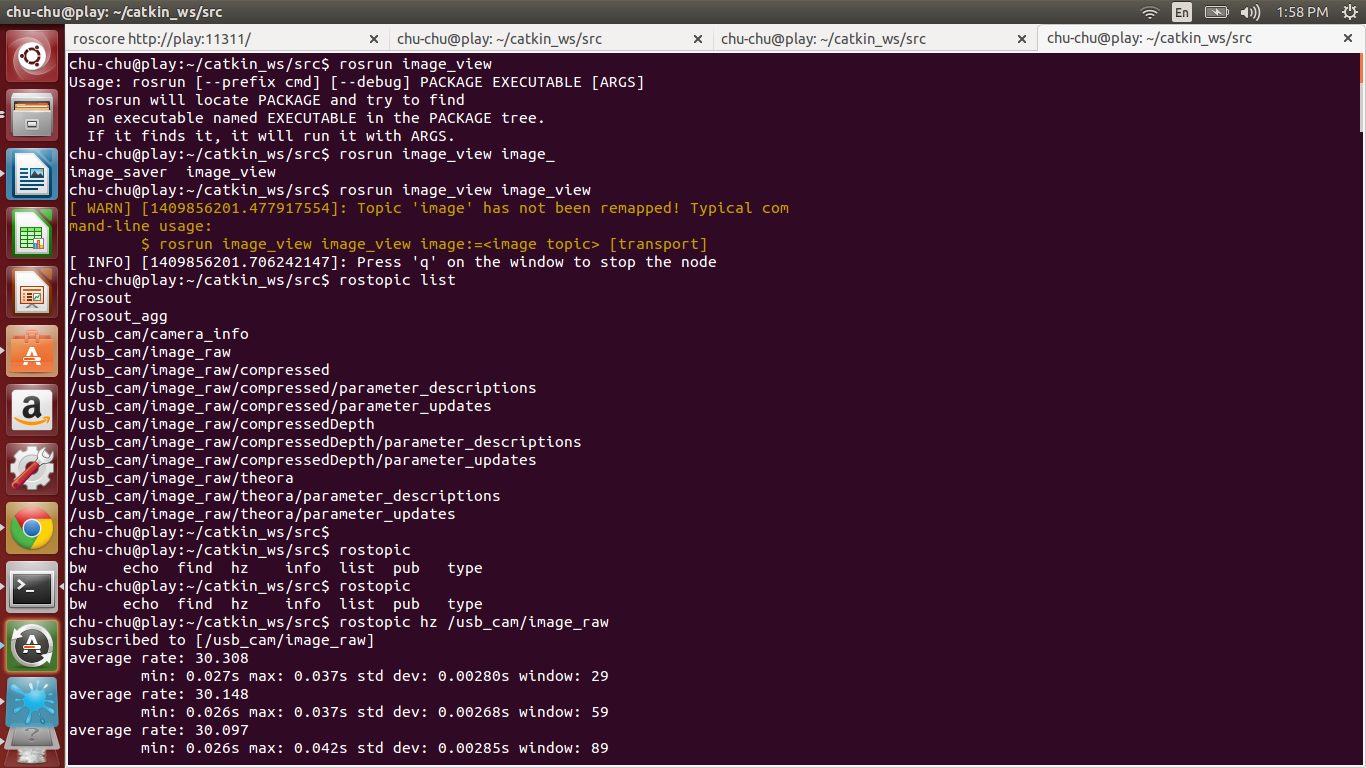 chu-chu@play: ~/catkin_ws/src
En
1:58 PM
roscore http://play:11311/
chu-chu@play: ~/catkin_ws/src
chu-chu@play: ~/catkin_ws/src
chu-chu@play: ~/catkin_ws/src
chu-chu@play:~/catkin_ws/src$ rosrun image_view
Usage: rosrun [--prefix cmd] [--debug] PACKAGE EXECUTABLE [ARGS]
  rosrun will locate PACKAGE and try to find
  an executable named EXECUTABLE in the PACKAGE tree.
  If it finds it, it will run it with ARGS.
chu-chu@play:~/catkin_ws/src$ rosrun image_view image_
image_saver  image_view
chu-chu@play:~/catkin_ws/src$ rosrun image_view image_view
[ WARN] [1409856201.477917554]: Topic 'image' has not been remapped! Typical com
mand-line usage:
        $ rosrun image_view image_view image:=<image topic> [transport]
[ INFO] [1409856201.706242147]: Press 'q' on the window to stop the node
chu-chu@play:~/catkin_ws/src$ rostopic list
/rosout
/rosout_agg
/usb_cam/camera_info
/usb_cam/image_raw
/usb_cam/image_raw/compressed
/usb_cam/image_raw/compressed/parameter_descriptions
/usb_cam/image_raw/compressed/parameter_updates
/usb_cam/image_raw/compressedDepth
/usb_cam/image_raw/compressedDepth/parameter_descriptions
/usb_cam/image_raw/compressedDepth/parameter_updates
/usb_cam/image_raw/theora
/usb_cam/image_raw/theora/parameter_descriptions
/usb_cam/image_raw/theora/parameter_updates
chu-chu@play:~/catkin_ws/src$
chu-chu@play:~/catkin_ws/src$ rostopic
bw    echo  find  hz    info  list  pub   type
chu-chu@play:~/catkin_ws/src$ rostopic
bw    echo  find  hz    info  list  pub   type
chu-chu@play:~/catkin_ws/src$ rostopic hz /usb_cam/image_raw
subscribed to [/usb_cam/image_raw]
average rate: 30.308
        min: 0.027s max: 0.037s std dev: 0.00280s window: 29
average rate: 30.148
        min: 0.026s max: 0.037s std dev: 0.00268s window: 59
average rate: 30.097
        min: 0.026s max: 0.042s std dev: 0.00285s window: 89